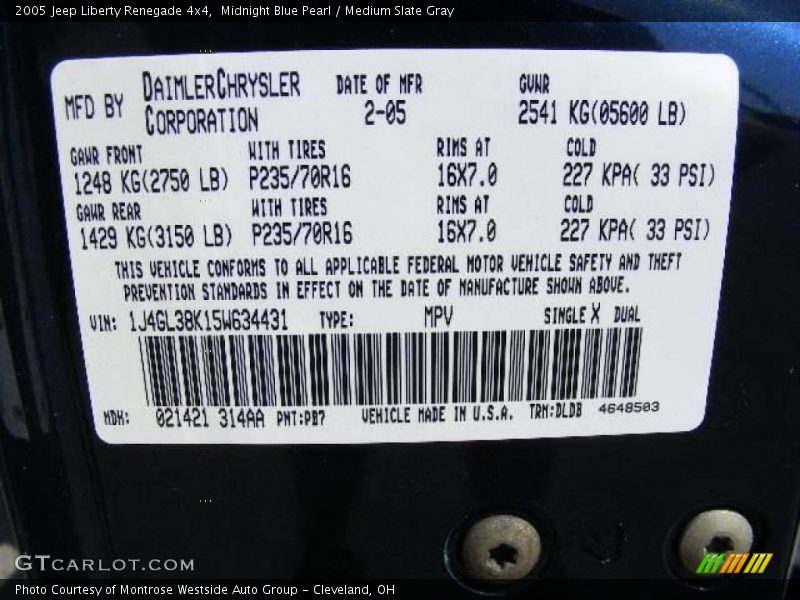 2005 Jeep Liberty Renegade 4x4,  Midnight Blue Pearl / Medium Slate Gray
MFD BY DAIMLERCHRYSLER CORPORATION DATE OF MFR 2-05 GVWR 2541 KG(05600 LB)
GAWR FRONT WITH TIRES RIMS AT COLD
1248 KG(2750 LB) P235/70R16 16X7.0 227 KPA( 33 PSI)
GAWR REAR WITH TIRES RIMS AT COLD
1429 KG(3150 LB) P235/70R16 16X7.0 227 KPA( 33 PSI)
THIS VEHICLE CONFORMS TO ALL APPLICABLE FEDERAL MOTOR VEHICLE SAFETY AND THEFT
PREVENTION STANDARDS IN EFFECT ON THE DATE OF MANUFACTURE SHOWN ABOVE.
VIN: 1J4GL38K15W634431 TYPE: MPV SINGLE X DUAL
MDH: 021421 314AA PNT:PB7 VEHICLE MADE IN U.S.A. TRM:DLDB 4648503
GTCARLOT.COM
Photo Courtesy of Montrose Westside Auto Group - Cleveland, OH